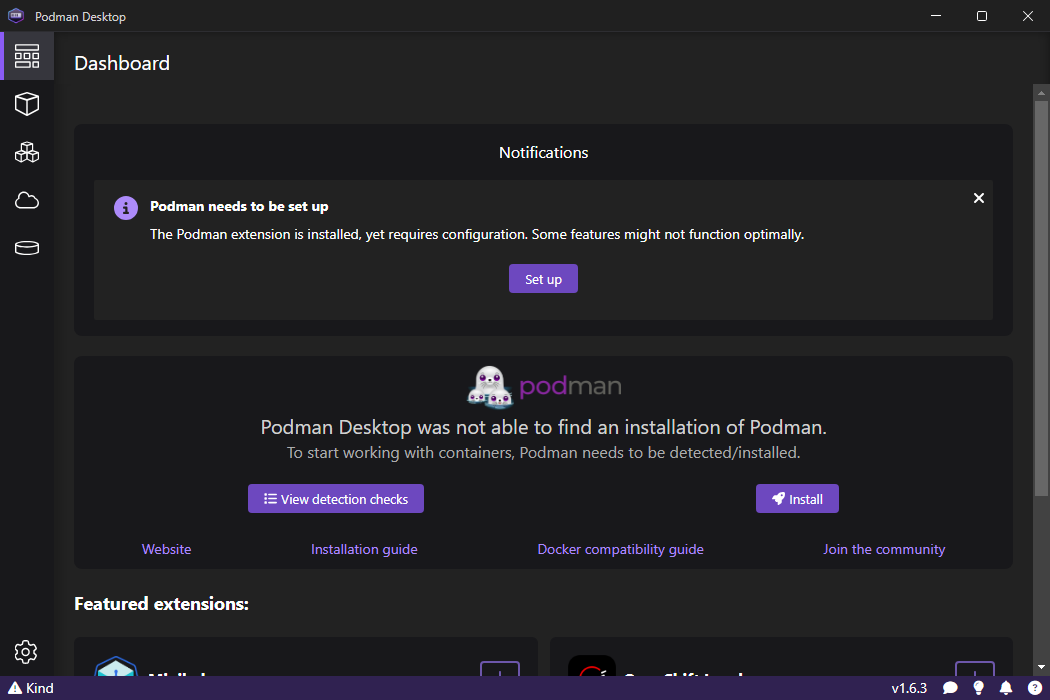 Podman Desktop
Dashboard
Notifications
Podman needs to be set up
The Podman extension is installed, yet requires configuration. Some features might not function optimally.
Set up
podman
Podman Desktop was not able to find an installation of Podman.
To start working with containers, Podman needs to be detected/installed.
View detection checks
Install
Website
Installation guide
Docker compatibility guide
Join the community
Featured extensions:
Kind
v1.6.3